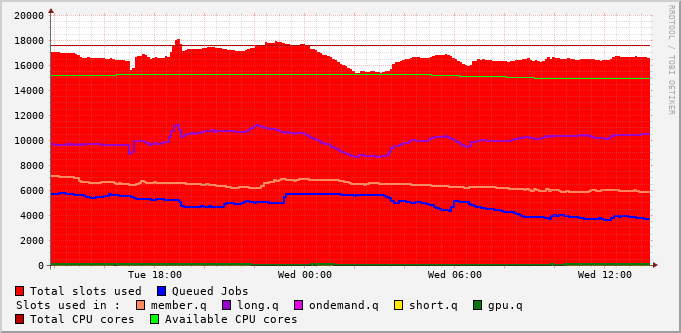 20000
18000
16000
14000
12000
10000
8000
6000
4000
2000
0
Tue 18:00 Wed 00:00 Wed 06:00 Wed 12:00
RRDTOOL / TOBI OETIKER
Total slots used Queued Jobs
Slots used in : member.q long.q ondemand.q short.q gpu.q
Total CPU cores Available CPU cores